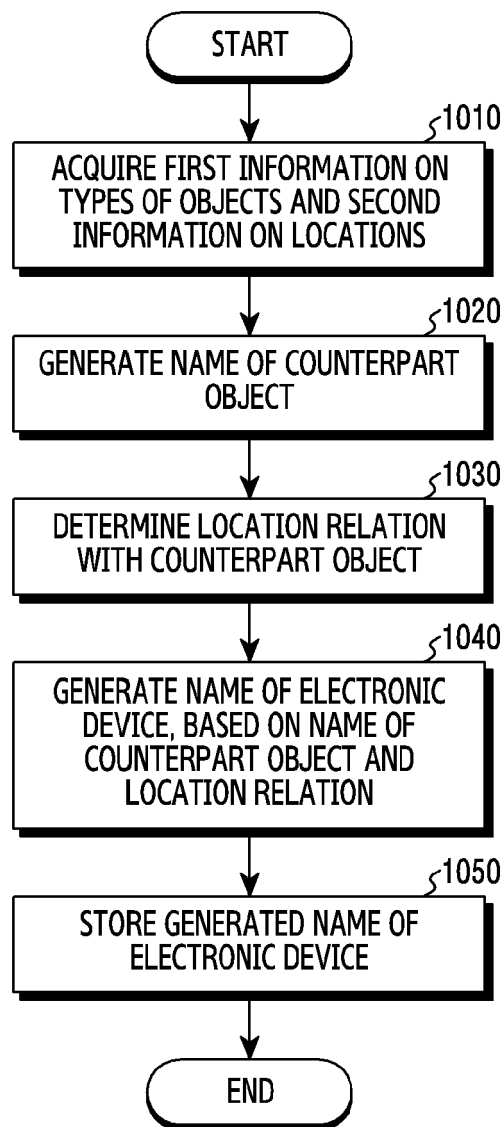 START
1010
ACQUIRE FIRST INFORMATION ON
TYPES OF OBJECTS AND SECOND
INFORMATION ON LOCATIONS
1020
GENERATE NAME OF COUNTERPART
OBJECT
1030
DETERMINE LOCATION RELATION
WITH COUNTERPART OBJECT
1040
GENERATE NAME OF ELECTRONIC
DEVICE, BASED ON NAME OF
COUNTERPART OBJECT AND
LOCATION RELATION
1050
STORE GENERATED NAME OF
ELECTRONIC DEVICE
END